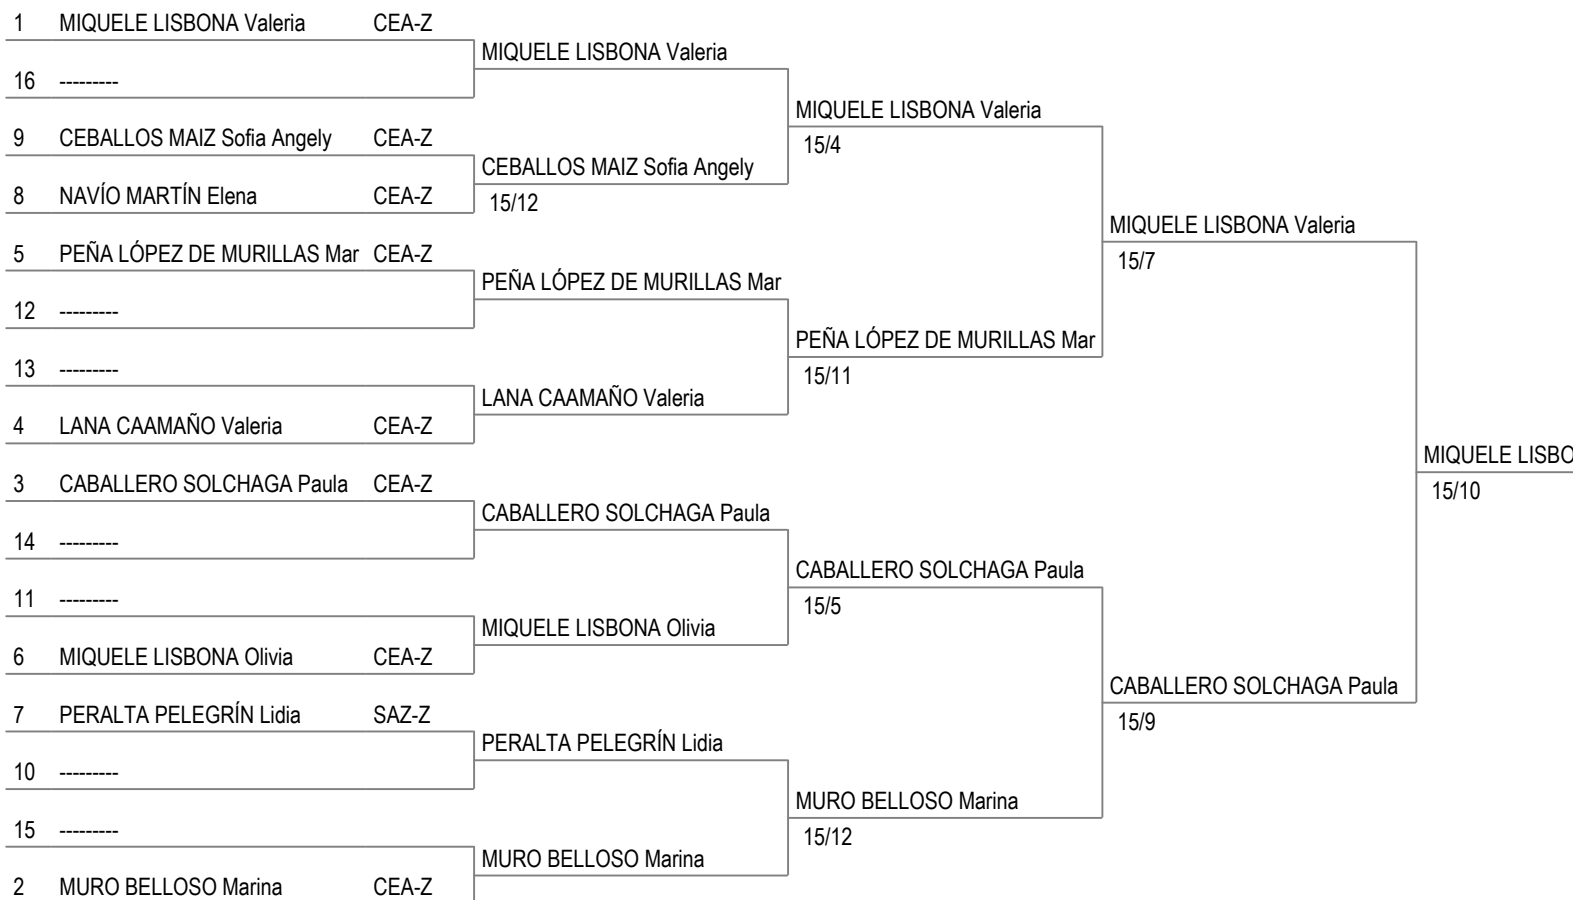 1 MIQUELE LISBONA Valeria CEA-Z
16 ---------
9 CEBALLOS MAIZ Sofia Angely CEA-Z
8 NAVÍO MARTÍN Elena CEA-Z
5 PEÑA LÓPEZ DE MURILLAS Mar CEA-Z
12 ---------
13 ---------
4 LANA CAAMAÑO Valeria CEA-Z
3 CABALLERO SOLCHAGA Paula CEA-Z
14 ---------
11 ---------
6 MIQUELE LISBONA Olivia CEA-Z
7 PERALTA PELEGRÍN Lidia SAZ-Z
10 ---------
15 ---------
2 MURO BELLOSO Marina CEA-Z
MIQUELE LISBONA Valeria
CEBALLOS MAIZ Sofia Angely
15/12
PEÑA LÓPEZ DE MURILLAS Mar
LANA CAAMAÑO Valeria
CABALLERO SOLCHAGA Paula
MIQUELE LISBONA Olivia
PERALTA PELEGRÍN Lidia
MURO BELLOSO Marina
MIQUELE LISBONA Valeria
15/4
PEÑA LÓPEZ DE MURILLAS Mar
15/11
CABALLERO SOLCHAGA Paula
15/5
MURO BELLOSO Marina
15/12
MIQUELE LISBONA Valeria
15/7
CABALLERO SOLCHAGA Paula
15/9
MIQUELE LISBO
15/10